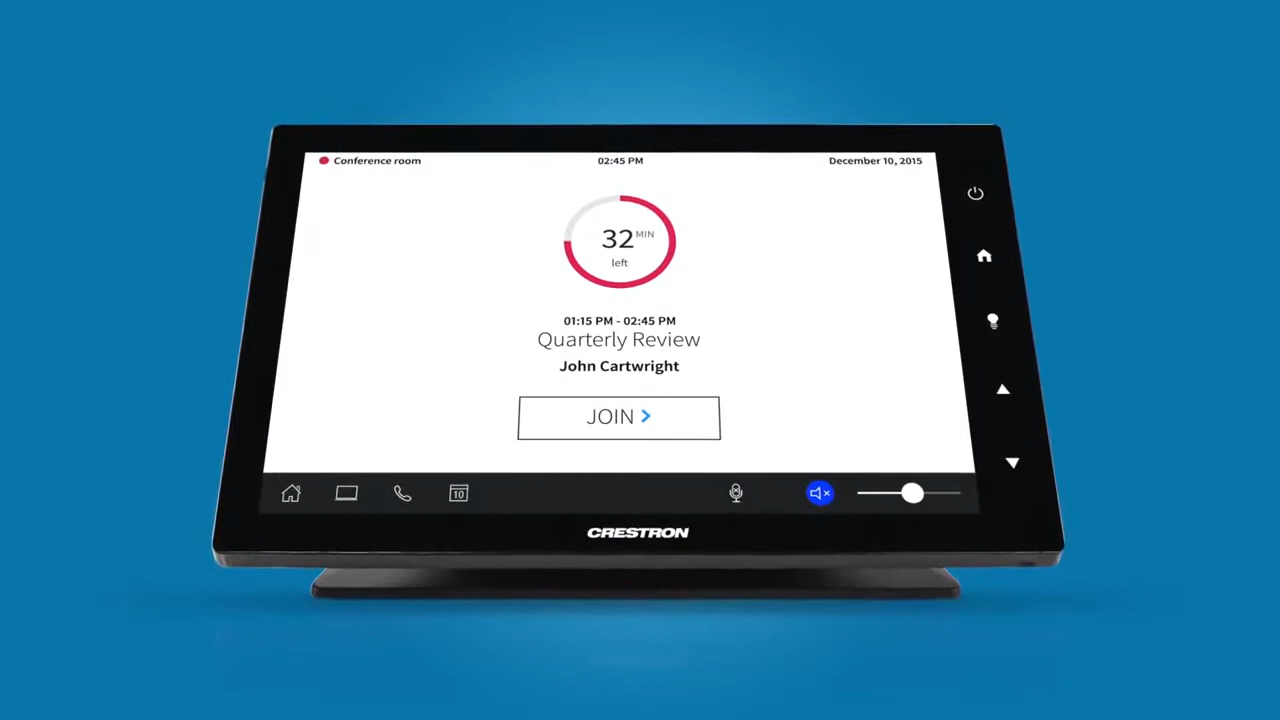 Conference room
02:45 PM
December 10, 2015
32 MIN
left
01:15 PM - 02:45 PM
Quarterly Review
John Cartwright
JOIN
10
CRESTRON